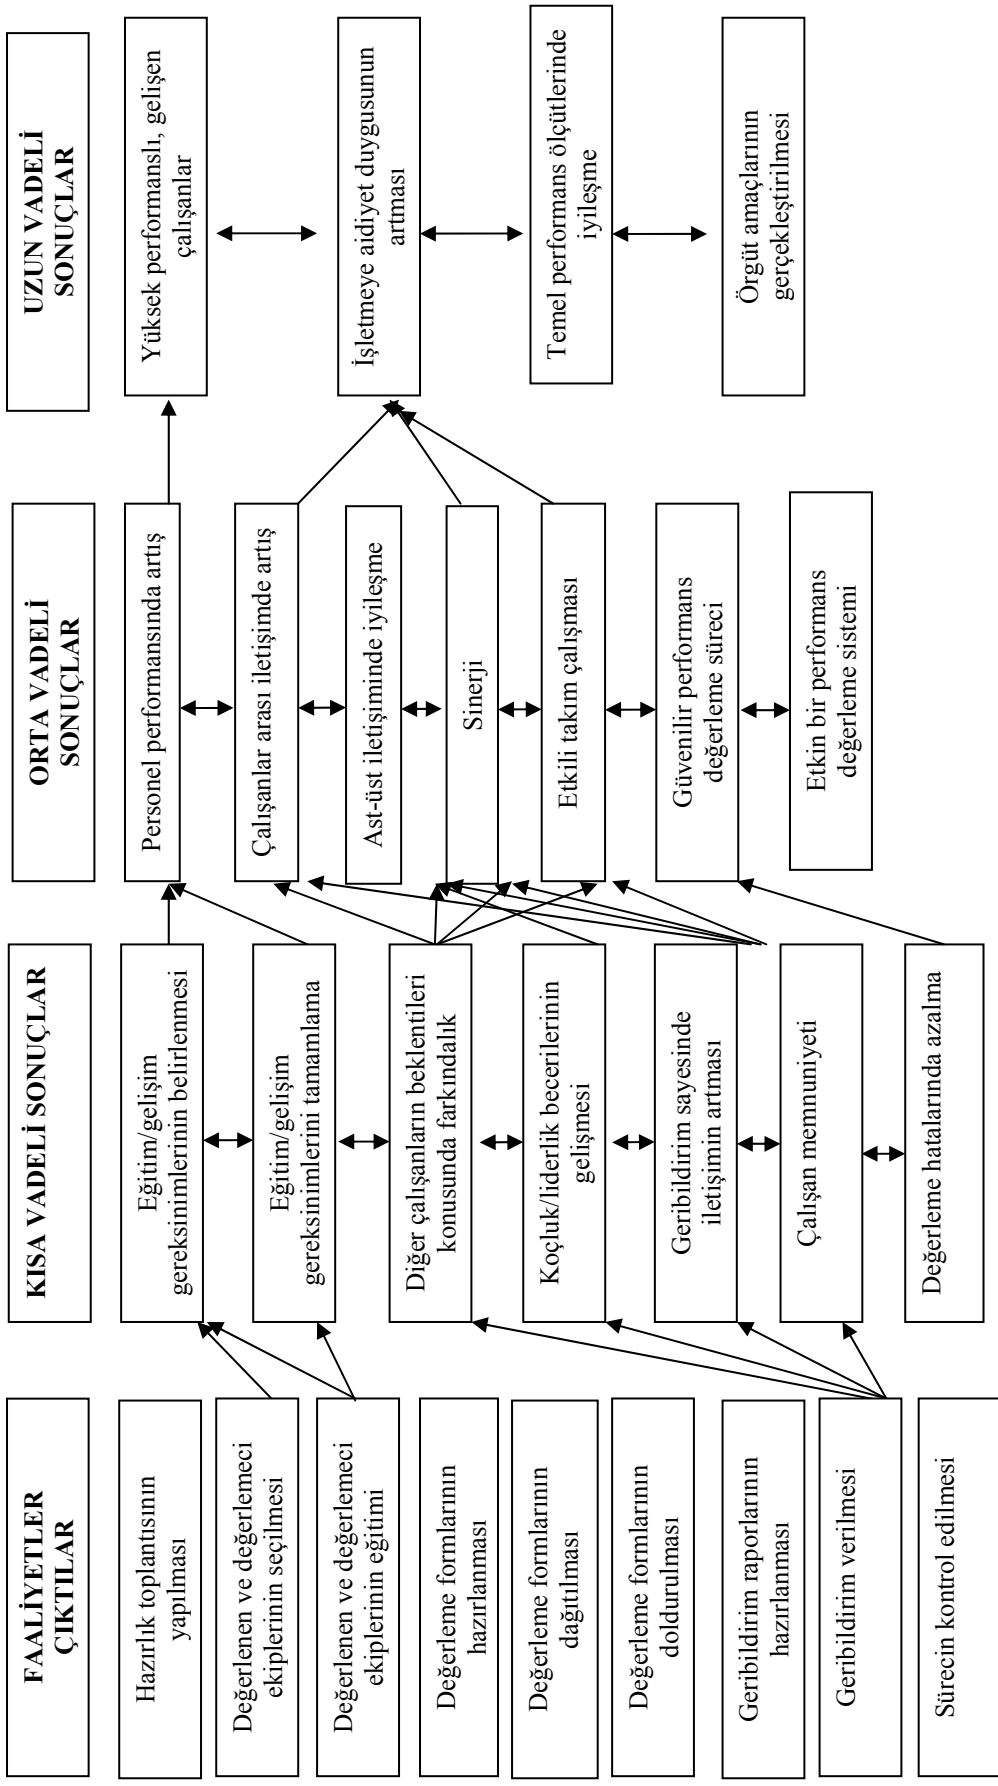 FAALİYETLER
ÇIKTILAR
Hazırlık toplantısının
yapılması
Değerlenen ve değerlemeci
ekiplerinin seçilmesi
Değerlenen ve değerlemeci
ekiplerinin eğitimi
Değerleme formlarının
hazırlanması
Değerleme formlarının
dağıtılması
Değerleme formlarının
doldurulması
Geribildirim raporlarının
hazırlanması
Geribildirim verilmesi
Sürecin kontrol edilmesi
KISA VADELİ SONUÇLAR
Eğitim/gelişim
gereksinimlerinin belirlenmesi
Eğitim/gelişim
gereksinimlerini tamamlama
Diğer çalışanların beklentileri
konusunda farkındalık
Koçluk/liderlik becerilerinin
gelişmesi
Geribildirim sayesinde
iletişimin artması
Çalışan memnuniyeti
Değerleme hatalarında azalma
ORTA VADELİ
SONUÇLAR
Personel performansında artış
Çalışanlar arası iletişimde artış
Ast-üst iletişiminde iyileşme
Sinerji
Etkili takım çalışması
Güvenilir performans
değerleme süreci
Etkin bir performans
değerleme sistemi
UZUN VADELİ
SONUÇLAR
Yüksek performanslı, gelişen
çalışanlar
İşletmeye aidiyet duygusunun
artması
Temel performans ölçütlerinde
iyileşme
Örgüt amaçlarının
gerçekleştirilmesi